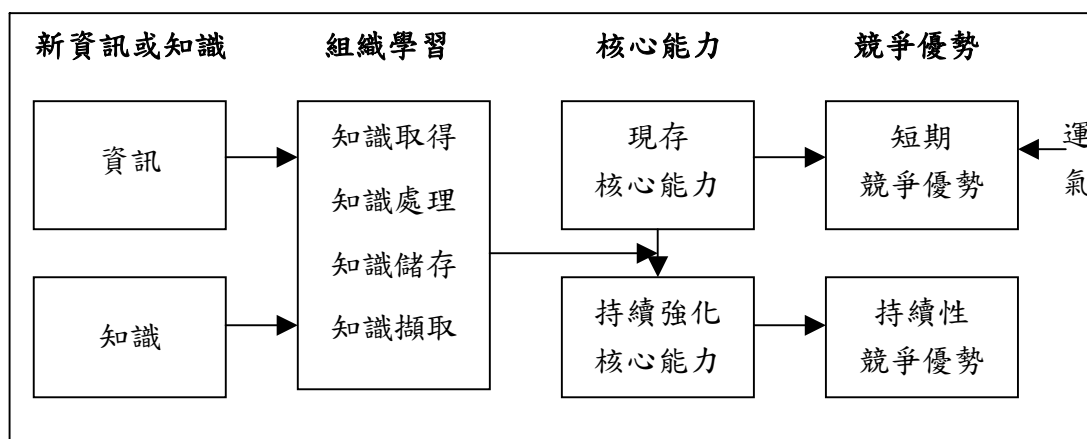 新資訊或知識 組織學習 核心能力 競爭優勢
資訊
知識
知識取得
知識處理
知識儲存
知識擷取
現存
核心能力
持續強化
核心能力
短期
競爭優勢
持續性
競爭優勢
運
氣